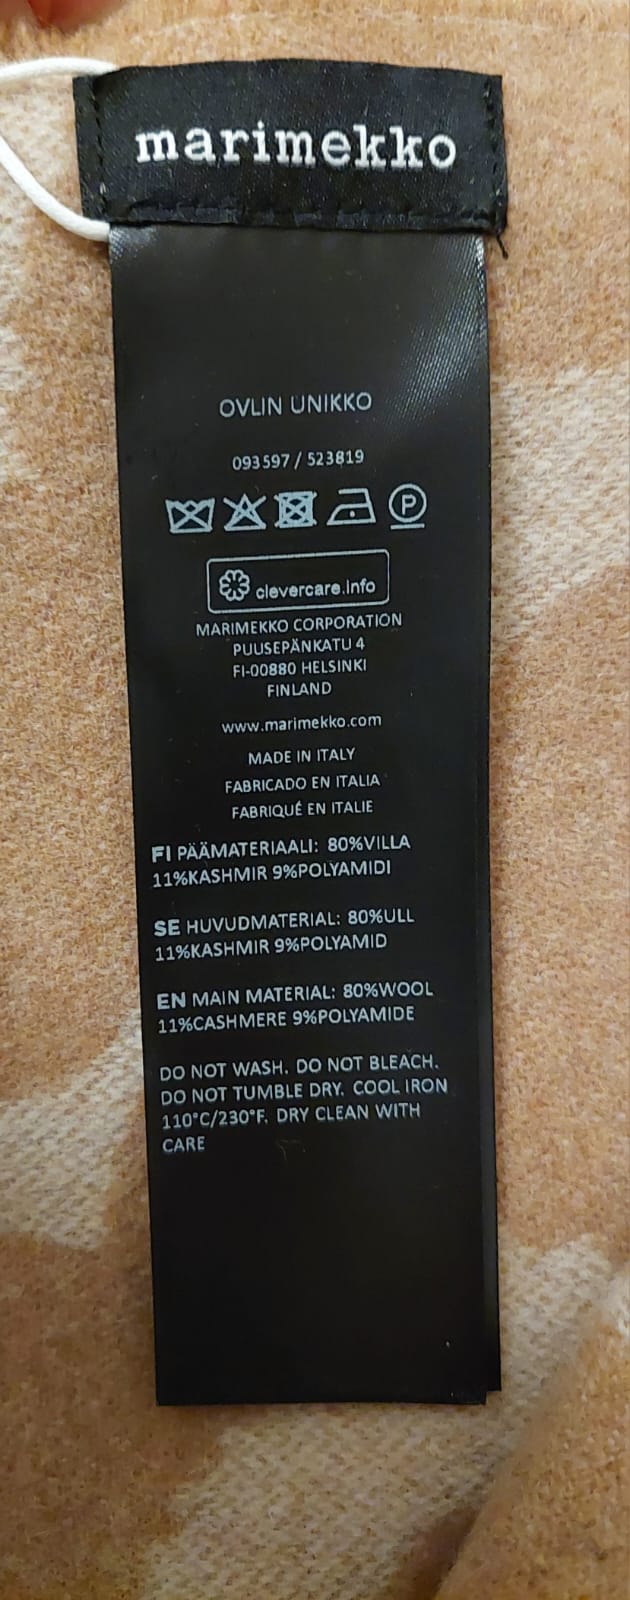 marimekko
OVLIN UNIKKO
093597 / 523819
P
clevercare.info
MARIMEKKO CORPORATION
PUUSEPÄNKATU 4
FI-00880 HELSINKI
FINLAND
www.marimekko.com
MADE IN ITALY
FABRICADO EN ITALIA
FABRIQUÉ EN ITALIE
FI PÄÄMATERIAALI: 80%VILLA
11%KASHMIR 9%POLYAMIDI
SE HUVUDMATERIAL: 80%ULL
11%KASHMIR 9%POLYAMID
EN MAIN MATERIAL: 80%WOOL
11%CASHMERE 9%POLYAMIDE
DO NOT WASH. DO NOT BLEACH.
DO NOT TUMBLE DRY. COOL IRON
110°C/230°F. DRY CLEAN WITH
CARE